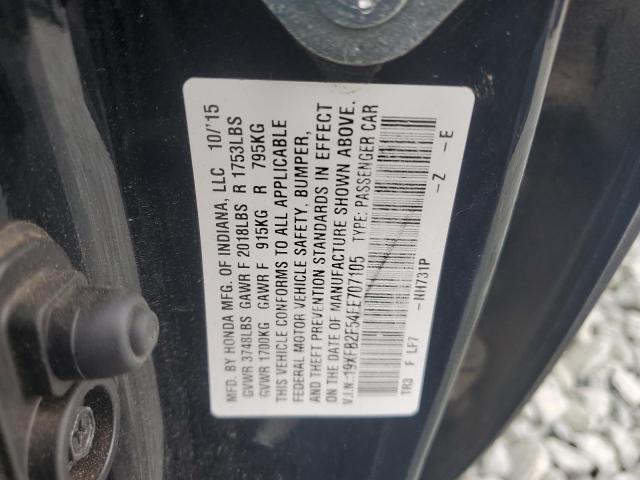 MFD. BY HONDA MFG. OF INDIANA, LLC 10/'15
GVWR 3748LBS GAWR F 2018LBS R 1753LBS
GVWR 1700KG GAWR F 915KG R 795KG
THIS VEHICLE CONFORMS TO ALL APPLICABLE
FEDERAL MOTOR VEHICLE SAFETY, BUMPER,
AND THEFT PREVENTION STANDARDS IN EFFECT
ON THE DATE OF MANUFACTURE SHOWN ABOVE.
V.I.N.:19XFB2F54FE707105 TYPE: PASSENGER CAR
TR3 F LF7 -NH731P -Z -E